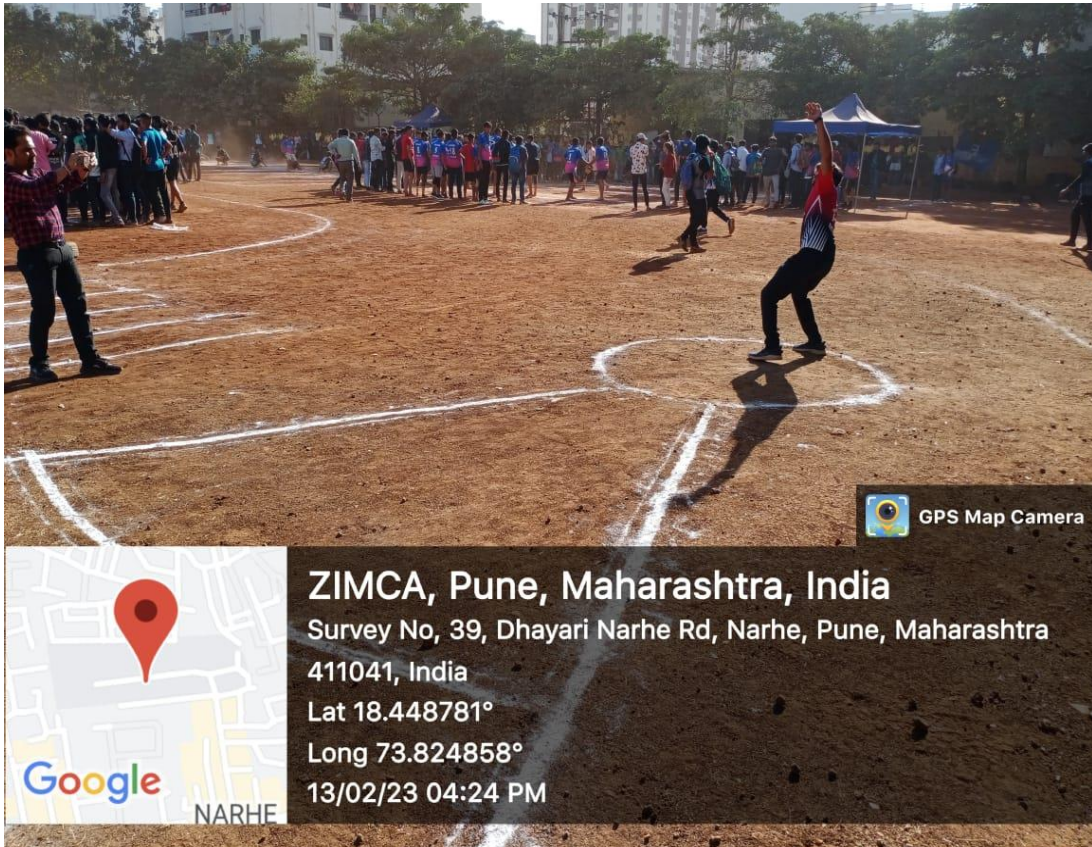 GPS Map Camera
ZIMCA, Pune, Maharashtra, India
Survey No, 39, Dhayari Narhe Rd, Narhe, Pune, Maharashtra
411041, India
Lat 18.448781°
Long 73.824858°
13/02/23 04:24 PM
Google
NARHE